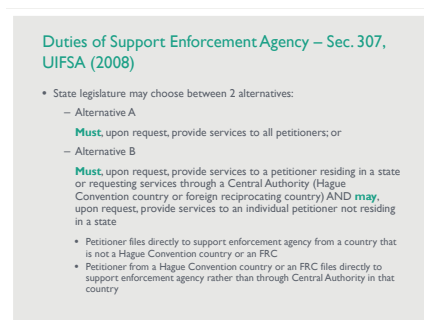 Duties of Support Enforcement Agency – Sec. 307,
UIFSA (2008)
• State legislature may choose between 2 alternatives:
– Alternative A
Must, upon request, provide services to all petitioners; or
– Alternative B
Must, upon request, provide services to a petitioner residing in a state
or requesting services through a Central Authority (Hague
Convention country or foreign reciprocating country) AND may,
upon request, provide services to an individual petitioner not residing
in a state
• Petitioner files directly to support enforcement agency from a country that
is not a Hague Convention country or an FRC
• Petitioner from a Hague Convention country or an FRC files directly to
support enforcement agency rather than through Central Authority in that
country